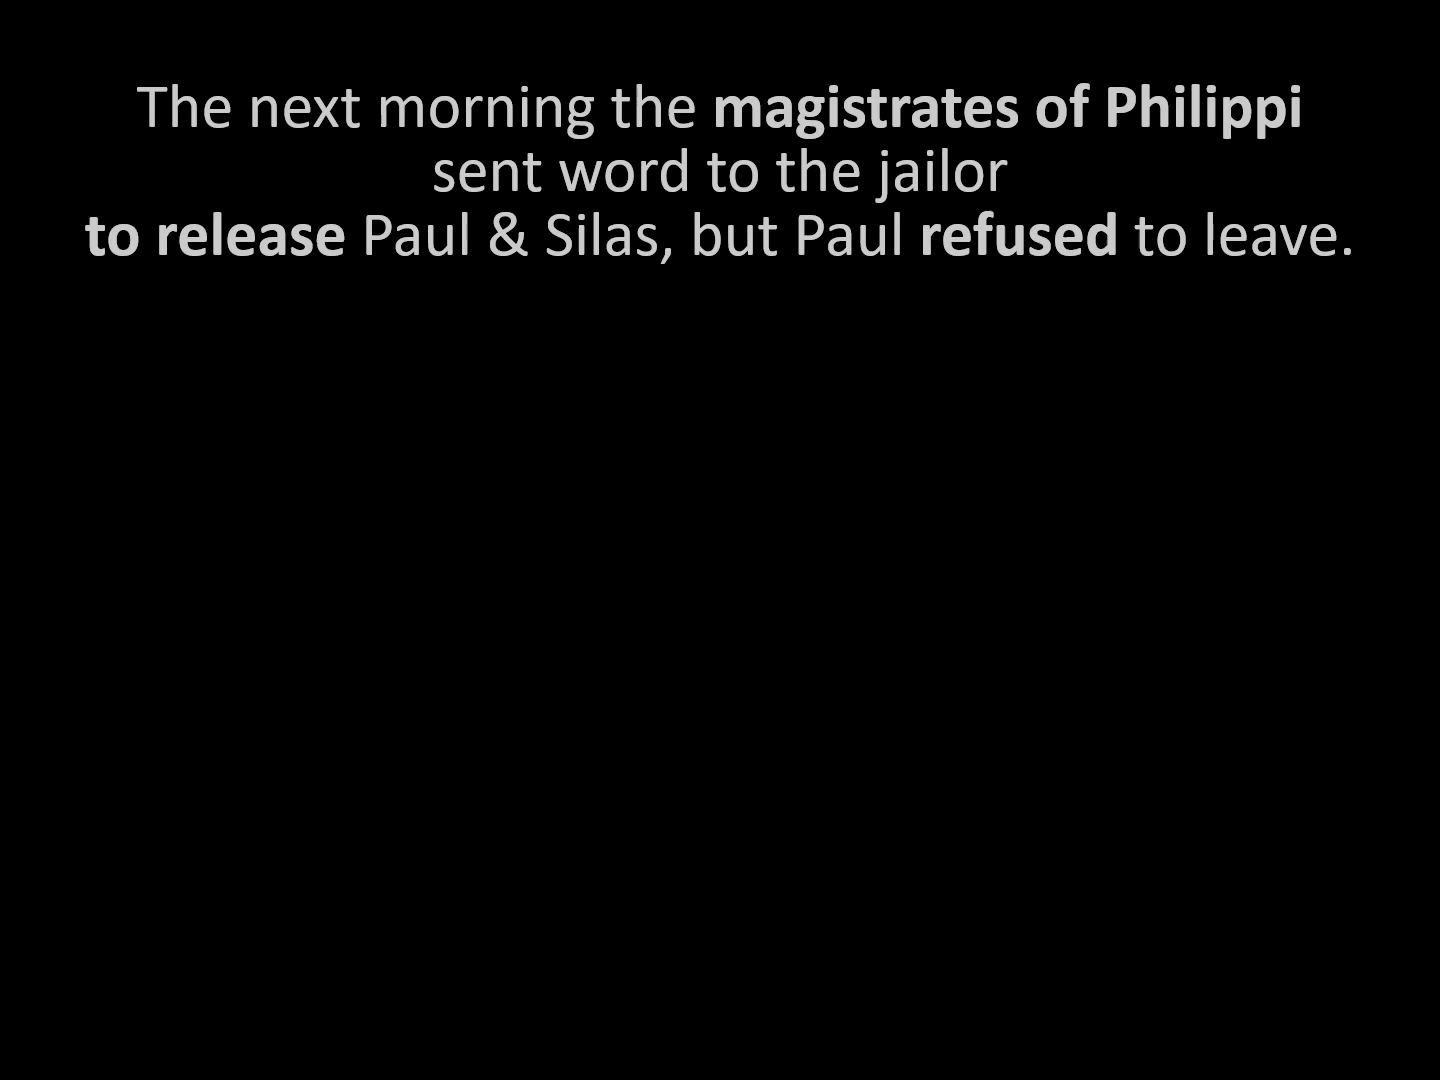 The next morning the magistrates of Philippi
sent word to the jailor
to release Paul & Silas, but Paul refused to leave.